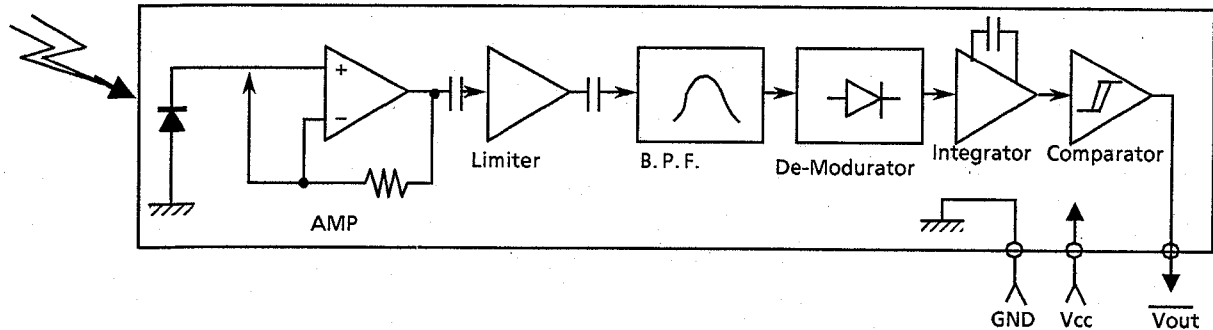 +
−
Limiter
B.P.F.
De-Modurator
Integrator
Comparator
AMP
GND
Vcc
Vout